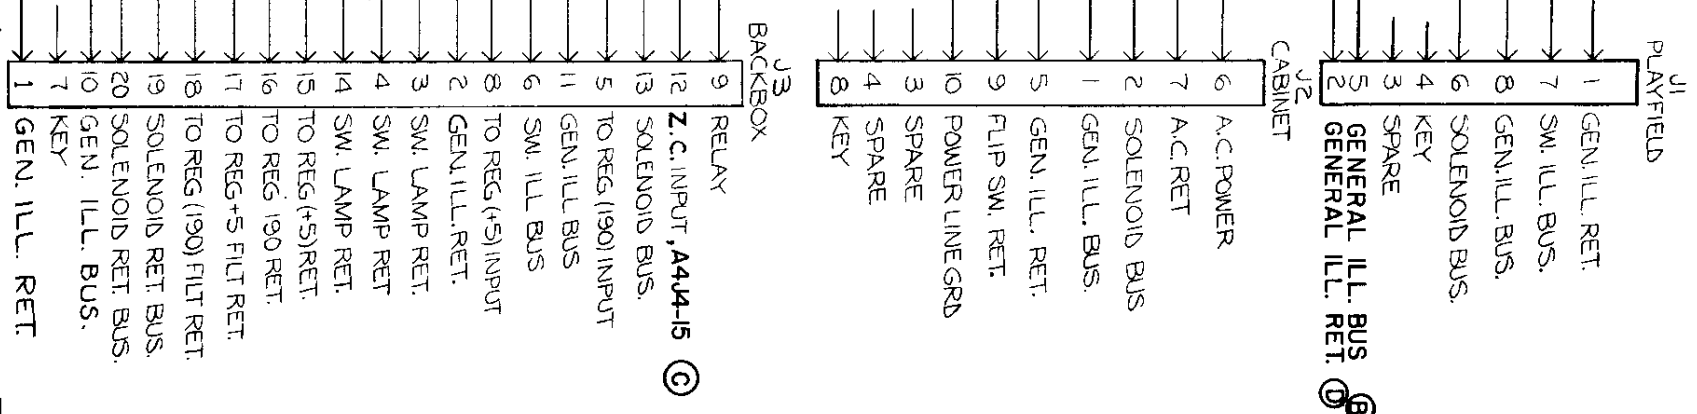 J1
PLAYFIELD
1 GEN.ILL. RET.
7 SW. ILL. BUS.
8 GEN.ILL. BUS.
6 SOLENOID BUS.
4 KEY
3 SPARE
5 GENERAL ILL. BUS B
2 GENERAL ILL. RET. D
J2
CABINET
6 A.C. POWER
7 A.C. RET
2 SOLENOID BUS
1 GEN. ILL. BUS.
5 GEN. ILL. RET.
9 FLIP SW. RET.
10 POWER LINE GRD
3 SPARE
4 SPARE
8 KEY
J3
BACKBOX
9 RELAY
12 Z.C. INPUT, A4J4-15 C
13 SOLENOID BUS.
5 TO REG (190) INPUT
11 GEN.ILL BUS
6 SW. ILL BUS
8 TO REG (+5) INPUT
2 GEN.ILL.RET.
3 SW. LAMP RET.
4 SW. LAMP RET
14 SW. LAMP RET.
15 TO REG (+5) RET.
16 TO REG 190 RET.
17 TO REG +5 FILT RET.
18 TO REG (190) FILT RET.
19 SOLENOID RET. BUS.
20 SOLENOID RET. BUS.
10 GEN. ILL. BUS.
7 KEY
1 GEN. ILL. RET.